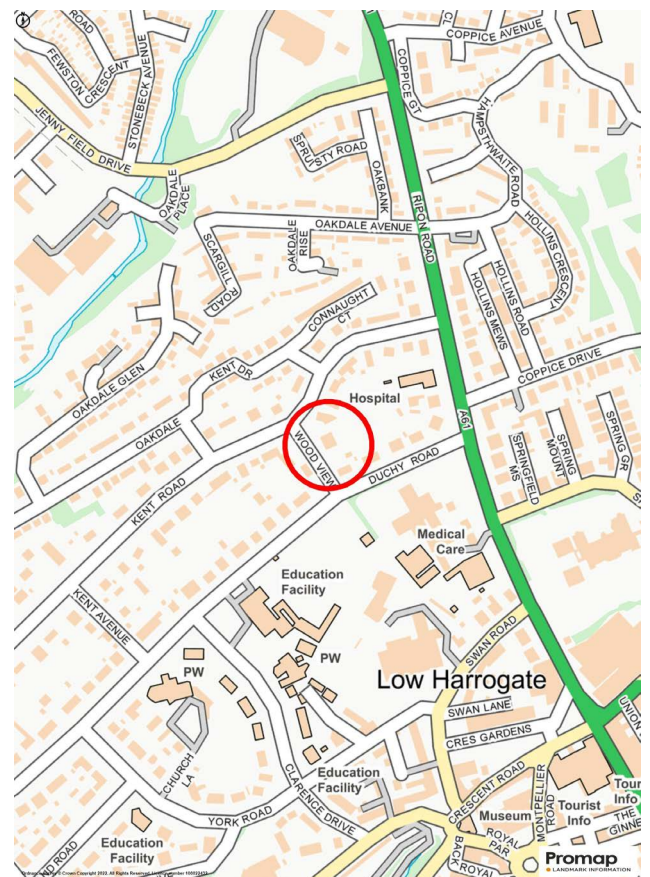 N
ROAD
FEWSTON
CRESCENT
STONEBECK AVENUE
JENNY FIELD DRIVE
CL
COPPICE AVENUE
COPPICE GT
HAMPSTHWAITE ROAD
SPRU
STY ROAD
OAKBANK
OAKDALE
PLACE
RIPON ROAD
OAKDALE AVENUE
OAKDALE
RISE
SCARGILL
ROAD
HOLLINS CRESCENT
HOLLINS ROAD
HOLLINS MEWS
CONNAUGHT
CT
KENT DR
OAKDALE GLEN
COPPICE DRIVE
Hospital
A61
OAKDALE
WOOD VIEW
DUCHY ROAD
KENT ROAD
SPRINGFIELD
MS
SPRING
MOUNT
SPRING GR
Medical
Care
Education
Facility
KENT AVENUE
PW
PW
SWAN ROAD
Low Harrogate
SWAN LANE
CRES GARDENS
UNION
CHURCH
LA
CLARENCE DRIVE
Education
Facility
CRESCENT ROAD
MONTPELLIER
ROAD
YORK ROAD
Museum
Tourist
Info
Tour
Info
THE
GINNE
ROYAL
PAR
BACK ROYAL
Education
Facility
D ROAD
Promap
LANDMARK INFORMATION